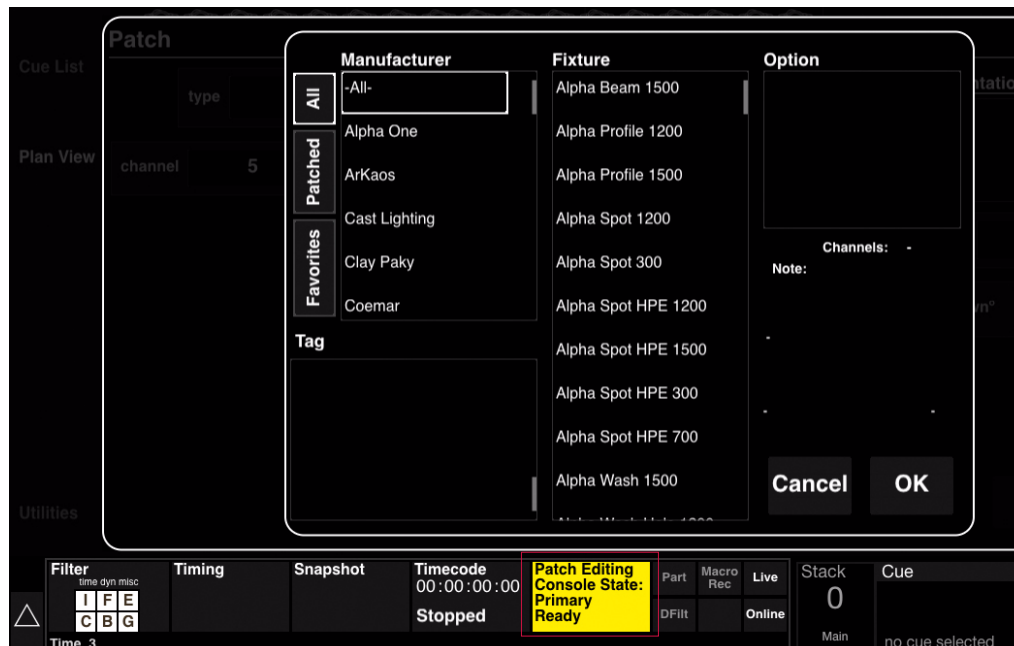 Patch
Cue List
type
Plan View
channel 5
Utilities
Manufacturer
All
Patched
Favorites
-All-
Alpha One
ArKaos
Cast Lighting
Clay Paky
Coemar
Tag
Fixture
Alpha Beam 1500
Alpha Profile 1200
Alpha Profile 1500
Alpha Spot 1200
Alpha Spot 300
Alpha Spot HPE 1200
Alpha Spot HPE 1500
Alpha Spot HPE 300
Alpha Spot HPE 700
Alpha Wash 1500
Option
Channels: -
Note:
-
- -
Cancel OK
Filter
time dyn misc
I F E
C B G
Time 3
Timing
Snapshot
Timecode
00:00:00:00
Stopped
Patch Editing
Console State:
Primary
Ready
Part
Macro
Rec
Live
DFilt
Online
Stack
0
Main
Cue
no cue selected